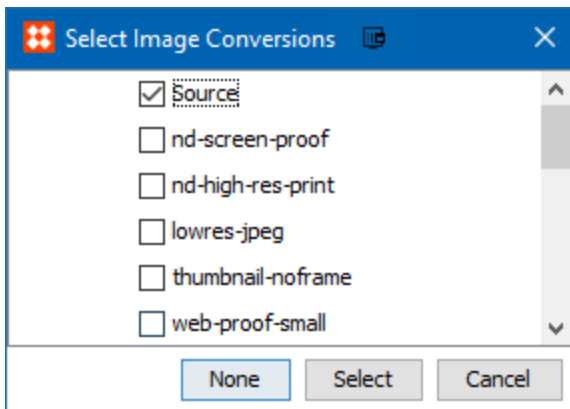 Select Image Conversions
Source
nd-screen-proof
nd-high-res-print
lowres-jpeg
thumbnail-noframe
web-proof-small
None Select Cancel